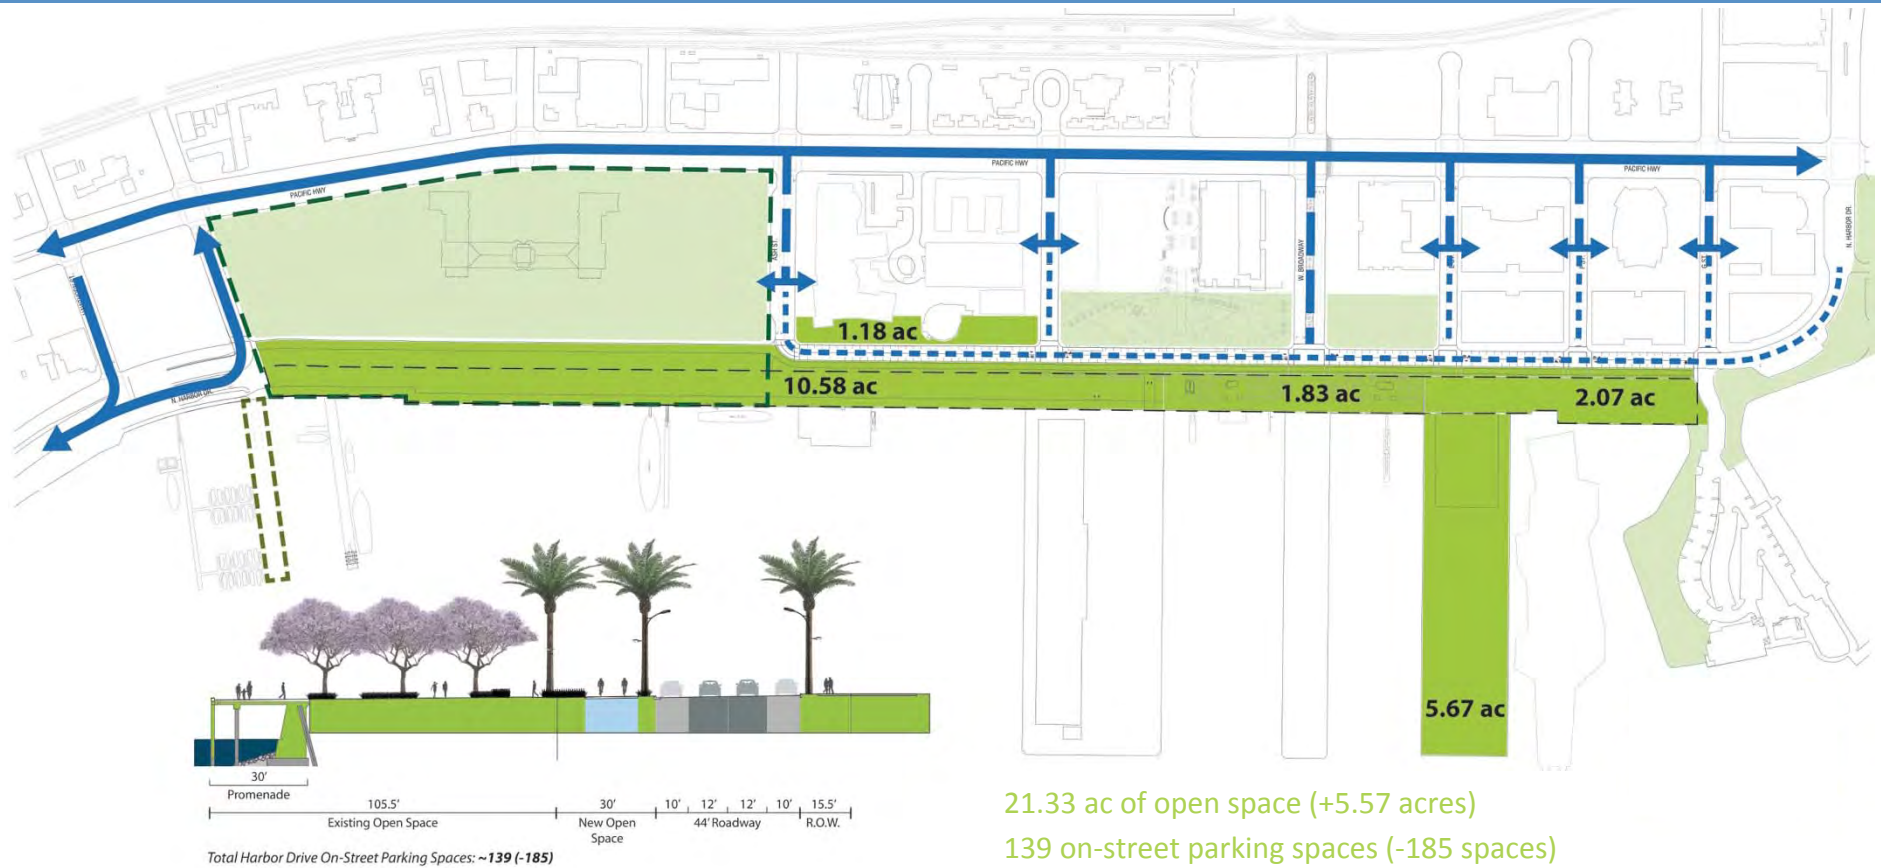 PACIFIC HWY
PACIFIC HWY
PACIFIC HWY
ASH ST.
W. BROADWAY
G ST.
N. HARBOR DR.
N. HARBOR DR.
1.18 ac
10.58 ac
1.83 ac
2.07 ac
5.67 ac
30'
Promenade
105.5'
Existing Open Space
30'
New Open
Space
10' 12' 12' 10'
44' Roadway
15.5'
R.O.W.
Total Harbor Drive On-Street Parking Spaces: ~139 (-185)
21.33 ac of open space (+5.57 acres)
139 on-street parking spaces (-185 spaces)